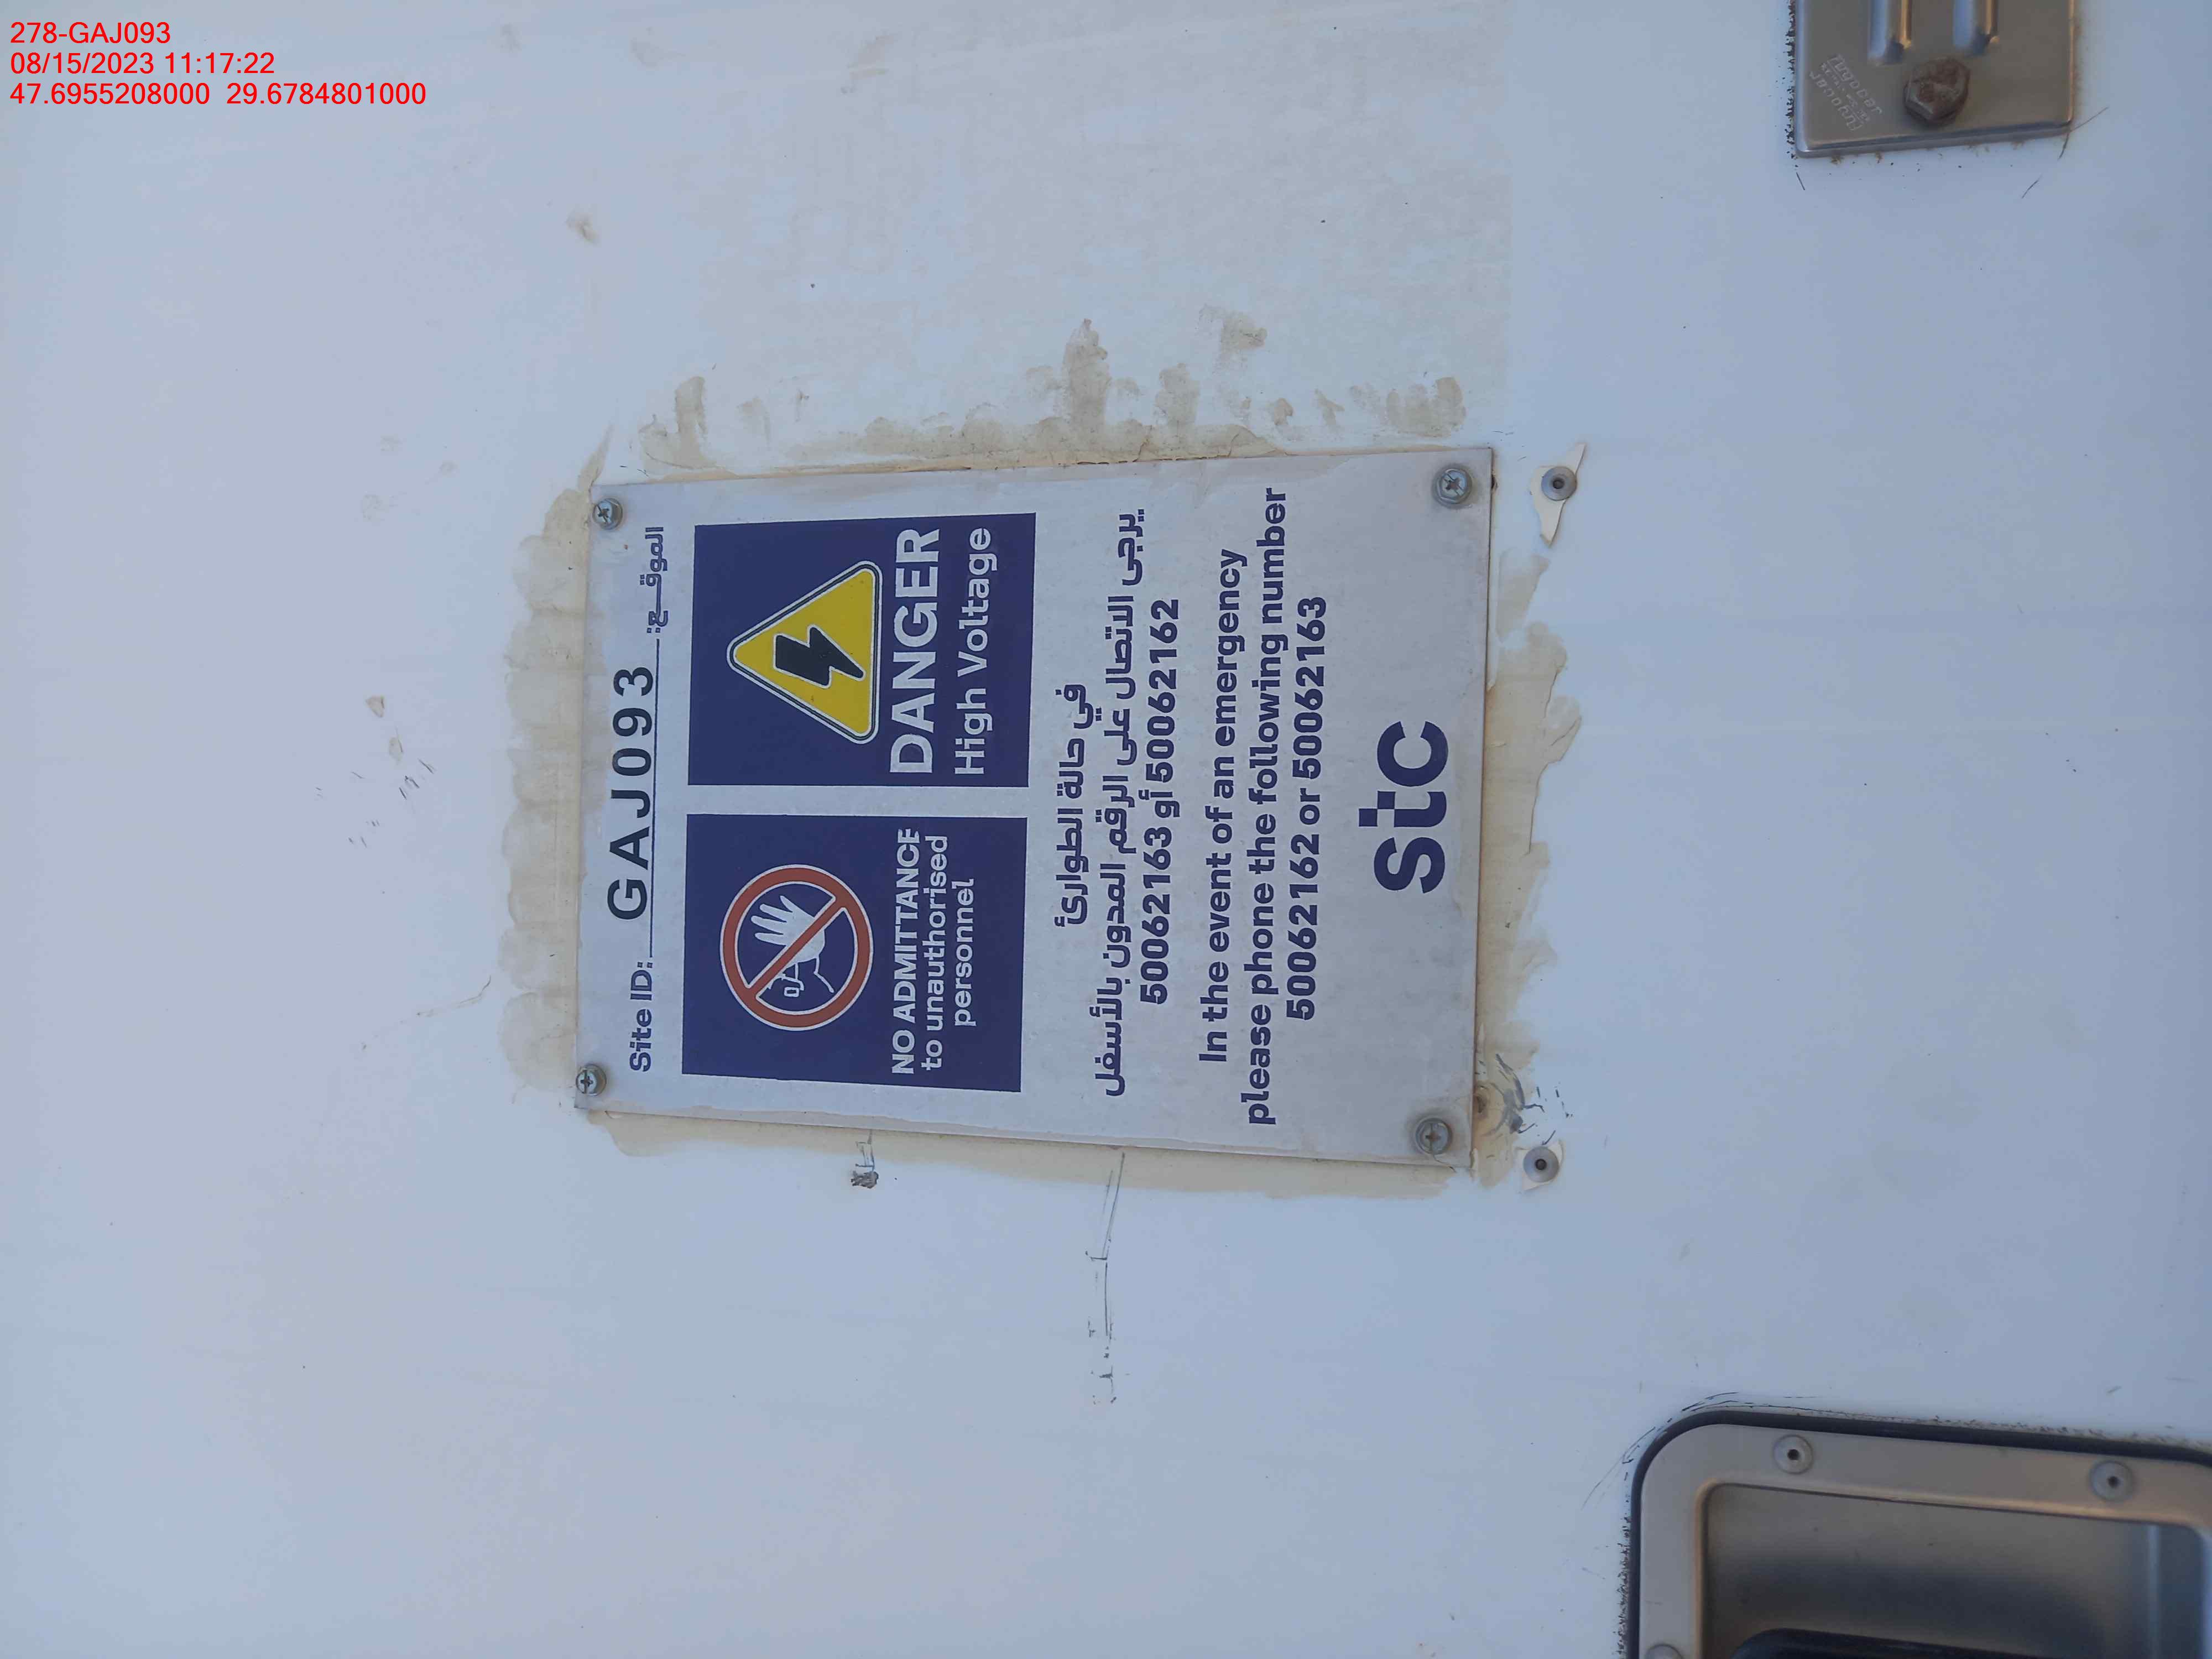 278-GAJ093
08/15/2023 11:17:22
47.6955208000 29.6784801000
Site ID: GAJ093 الموقـــع:
NO ADMITTANCE
to unauthorised
personnel
DANGER
High Voltage
في حالة الطوارئ
يرجى الاتصال على الرقم المدون بالأسفل
50062162 أو 50062163
In the event of an emergency
please phone the following number
50062162 or 50062163
stc